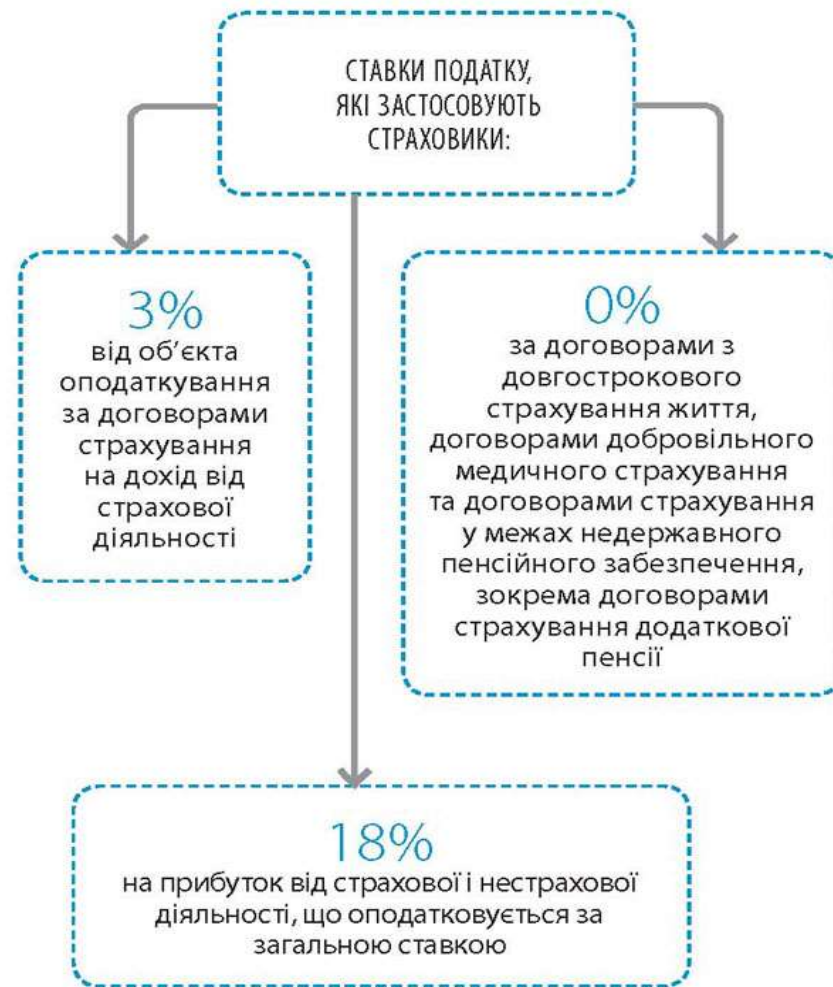 СТАВКИ ПОДАТКУ,
ЯКІ ЗАСТОСОВУЮТЬ
СТРАХОВИКИ:
3%
від об’єкта
оподаткування
за договорами
страхування
на дохід від
страхової
діяльності
0%
за договорами з
довгострокового
страхування життя,
договорами добровільного
медичного страхування
та договорами страхування
у межах недержавного
пенсійного забезпечення,
зокрема договорами
страхування додаткової
пенсії
18%
на прибуток від страхової і нестрахової
діяльності, що оподатковується за
загальною ставкою